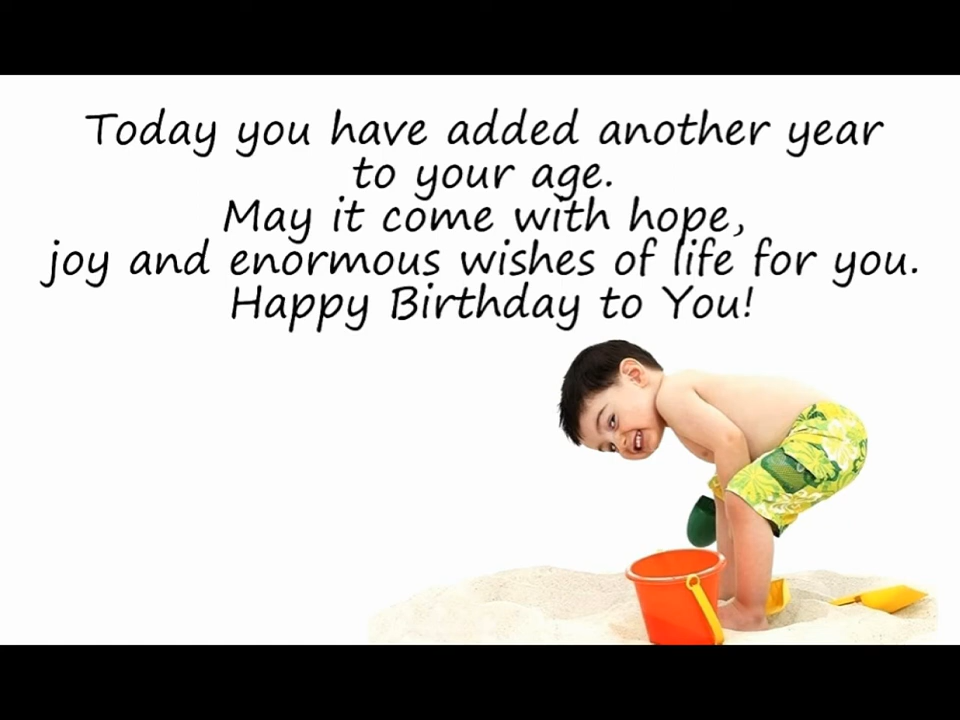 Today you have added another year
to your age.
May it come with hope,
joy and enormous wishes of life for you.
Happy Birthday to You!